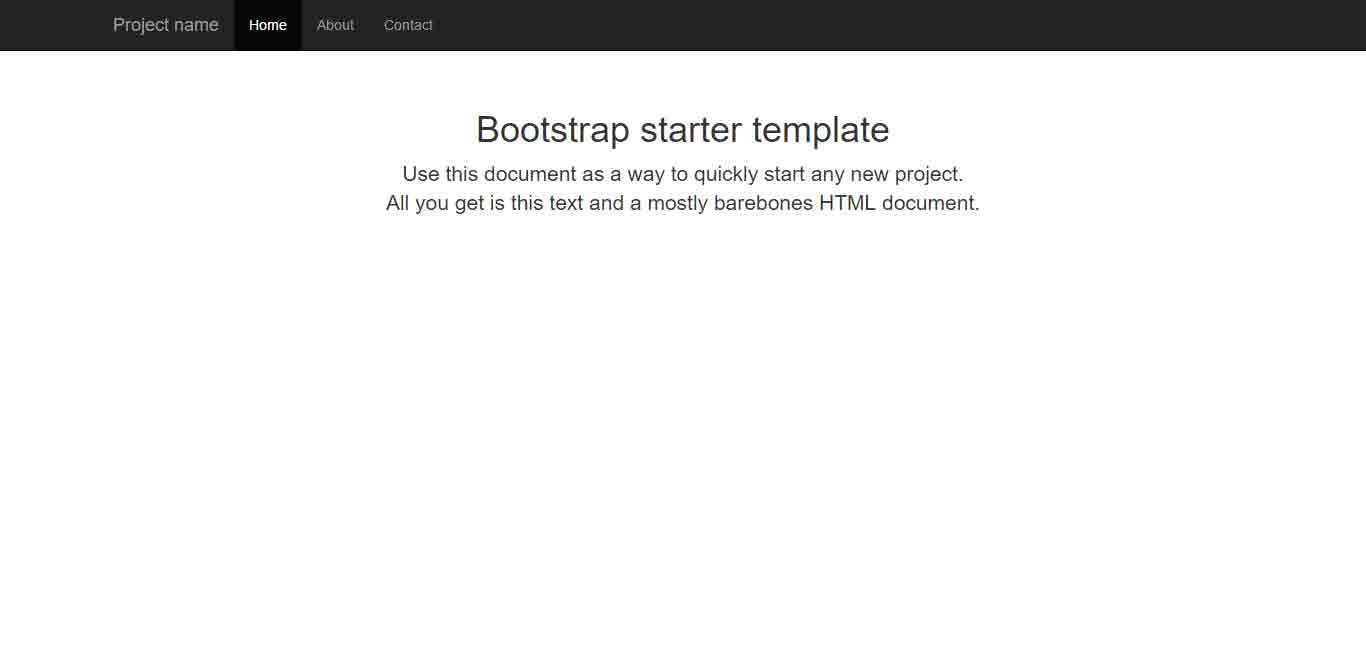 Project name Home About Contact
Bootstrap starter template
Use this document as a way to quickly start any new project.
All you get is this text and a mostly barebones HTML document.